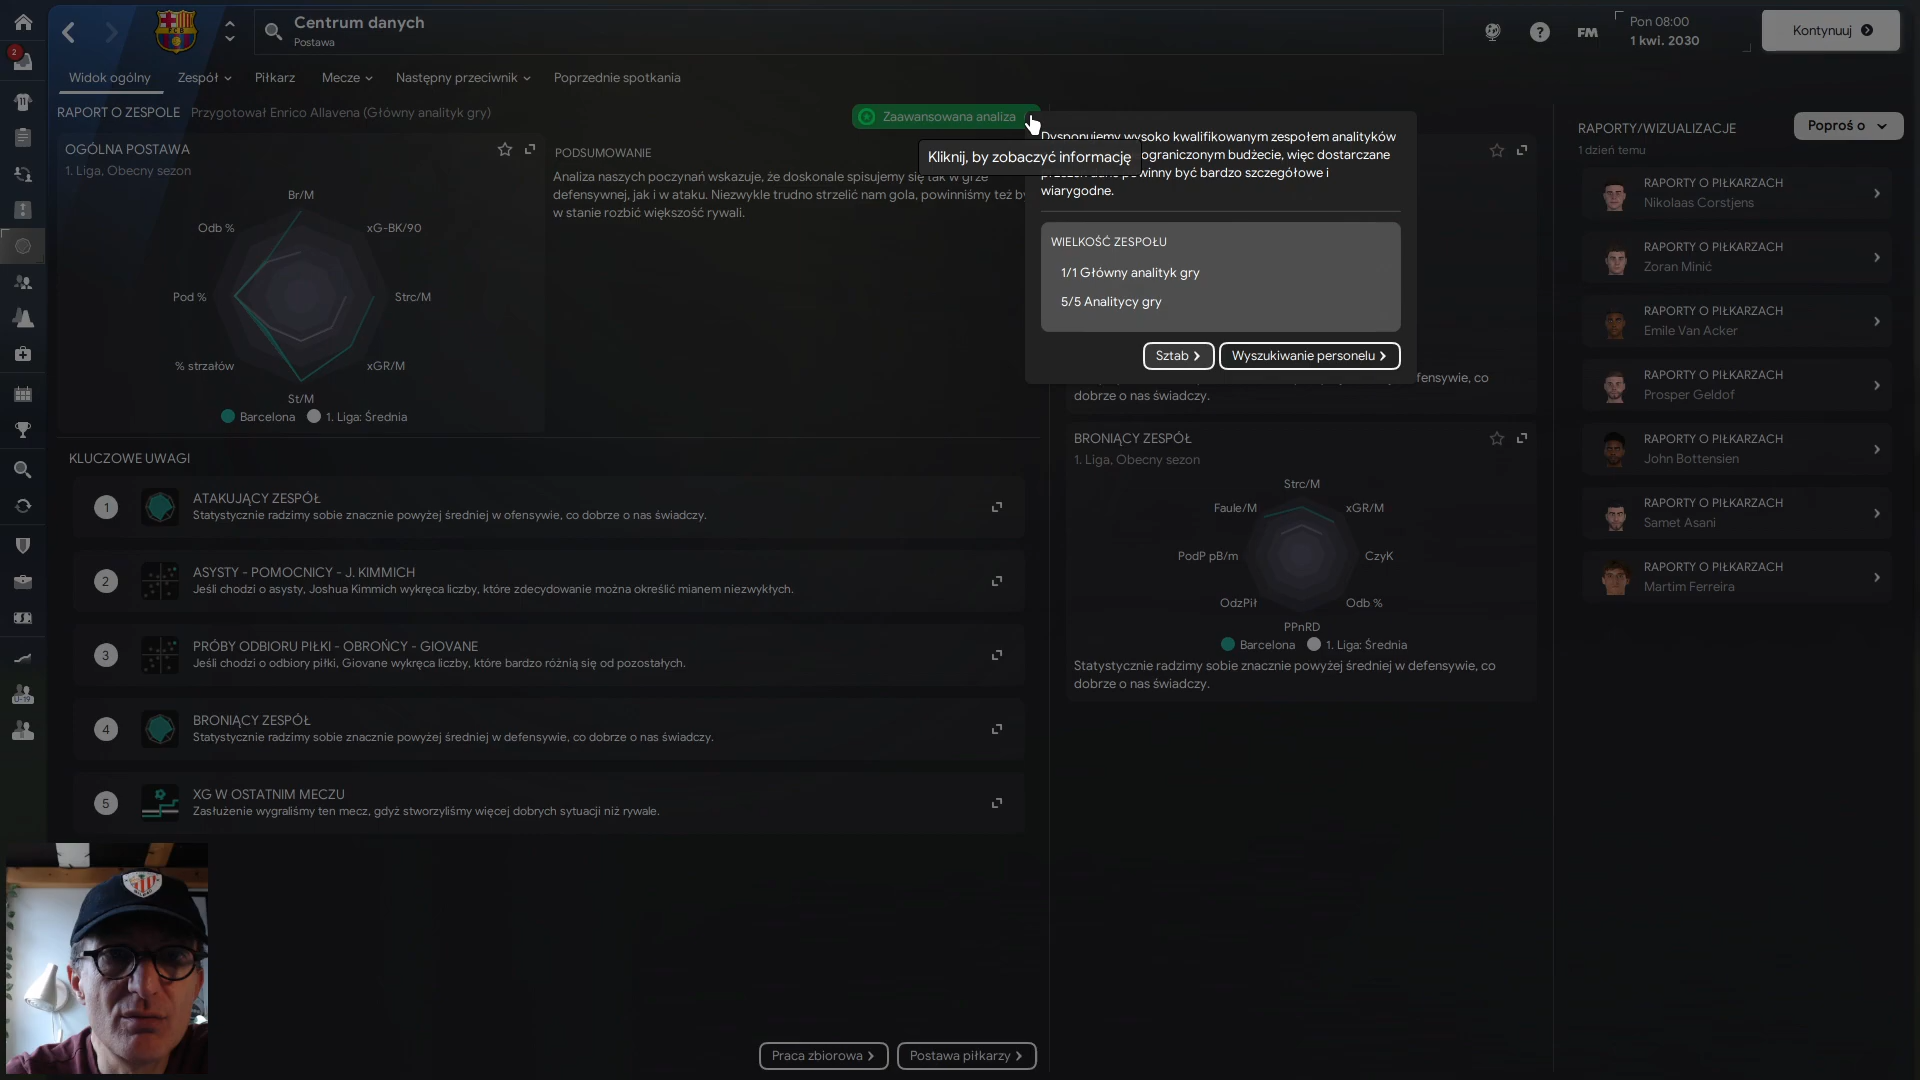 Centrum danych
Postawa
Pon 08:00
1 kwi. 2030
FM
Kontynuuj
2
Widok ogólny
Zespół
Piłkarz
Mecze
Następny przeciwnik
Poprzednie spotkania
RAPORT O ZESPOLE Przygotował Enrico Allavena (Główny analityk gry)
Zaawansowana analiza
OGÓLNA POSTAWA
1. Liga, Obecny sezon
Br/M
Odb %
xG-BK/90
Pod %
Strc/M
% strzałów
xGR/M
St/M
Barcelona
1. Liga: Średnia
PODSUMOWANIE
Analiza naszych poczynań wskazuje, że doskonale spisujemy się tak w grze
defensywnej, jak i w ataku. Niezwykle trudno strzelić nam gola, powinniśmy też
w stanie rozbić większość rywali.
Kliknij, by zobaczyć informację
Dysponujemy wysoko kwalifikowanym zespołem analityków
ograniczonym budżecie, więc dostarczane
powinny być bardzo szczegółowe i
wiarygodne.
WIELKOŚĆ ZESPOŁU
1/1 Główny analityk gry
5/5 Analitycy gry
Sztab
Wyszukiwanie personelu
dobrze o nas świadczy.
KLUCZOWE UWAGI
1
ATAKUJĄCY ZESPÓŁ
Statystycznie radzimy sobie znacznie powyżej średniej w ofensywie, co dobrze o nas świadczy.
2
ASYSTY - POMOCNICY - J. KIMMICH
Jeśli chodzi o asysty, Joshua Kimmich wykręca liczby, które zdecydowanie można określić mianem niezwykłych.
3
PRÓBY ODBIORU PIŁKI - OBROŃCY - GIOVANE
Jeśli chodzi o odbiory piłki, Giovane wykręca liczby, które bardzo różnią się od pozostałych.
4
BRONIĄCY ZESPÓŁ
Statystycznie radzimy sobie znacznie powyżej średniej w defensywie, co dobrze o nas świadczy.
5
XG W OSTATNIM MECZU
Zasłużenie wygraliśmy ten mecz, gdyż stworzyliśmy więcej dobrych sytuacji niż rywale.
BRONIĄCY ZESPÓŁ
1. Liga, Obecny sezon
Strc/M
Faule/M
xGR/M
PodP pB/m
CzyK
OdzPił
Odb %
PPnRD
Barcelona
1. Liga: Średnia
Statystycznie radzimy sobie znacznie powyżej średniej w defensywie, co
dobrze o nas świadczy.
RAPORTY/WIZUALIZACJE
1 dzień temu
Poproś o
RAPORTY O PIŁKARZACH
Nikolaas Corstjens
RAPORTY O PIŁKARZACH
Zoran Minić
RAPORTY O PIŁKARZACH
Emile Van Acker
RAPORTY O PIŁKARZACH
Prosper Geldof
RAPORTY O PIŁKARZACH
John Bottensien
RAPORTY O PIŁKARZACH
Samet Asani
RAPORTY O PIŁKARZACH
Martim Ferreira
Praca zbiorowa
Postawa piłkarzy